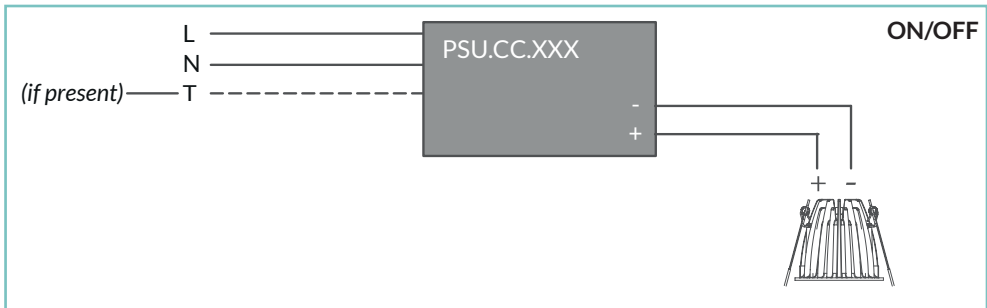 ON/OFF
L
N
(if present) T
PSU.CC.XXX
-
+
+ -